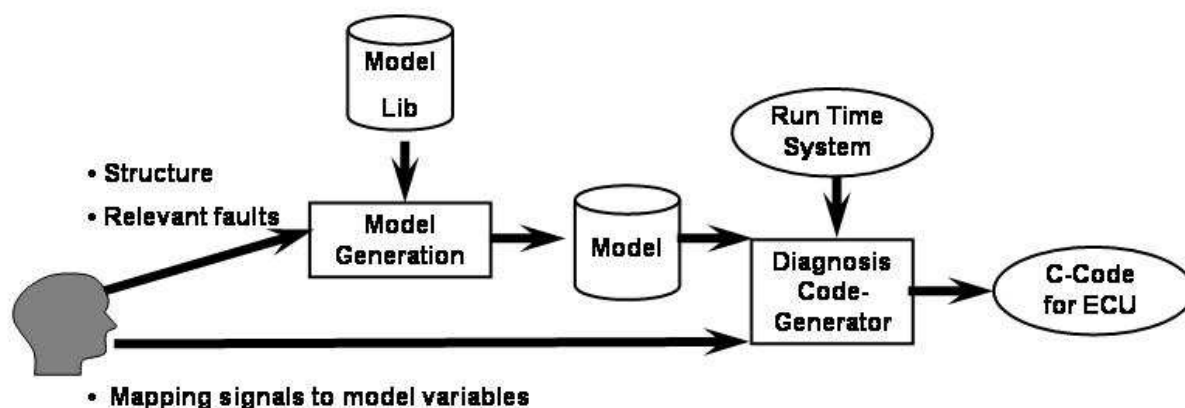 Model
Lib
Run Time
System
• Structure
• Relevant faults
Model
Generation
Model
Diagnosis
Code-
Generator
C-Code
for ECU
• Mapping signals to model variables